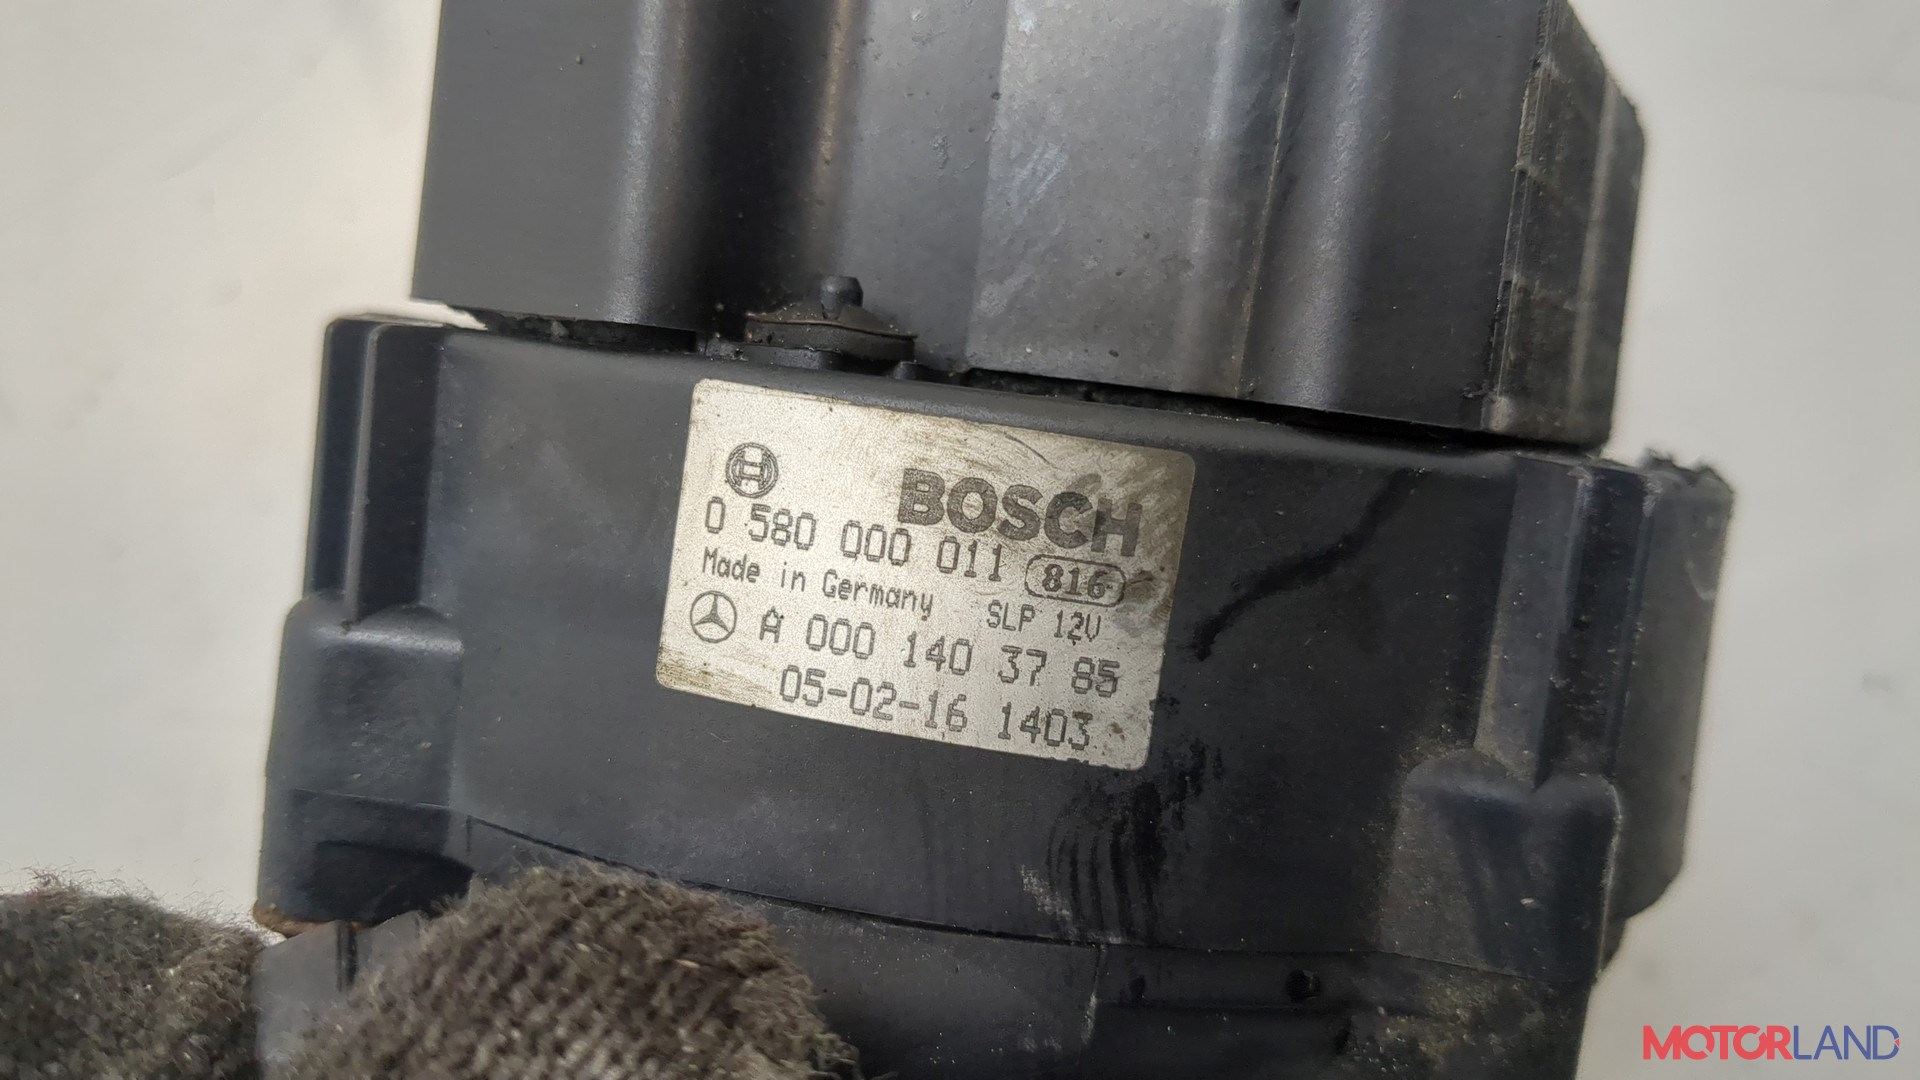 BOSCH
0 580 000 011 816
Made in Germany SLP 12V
A 000 140 37 85
05-02-16 1403
MOTORLAND